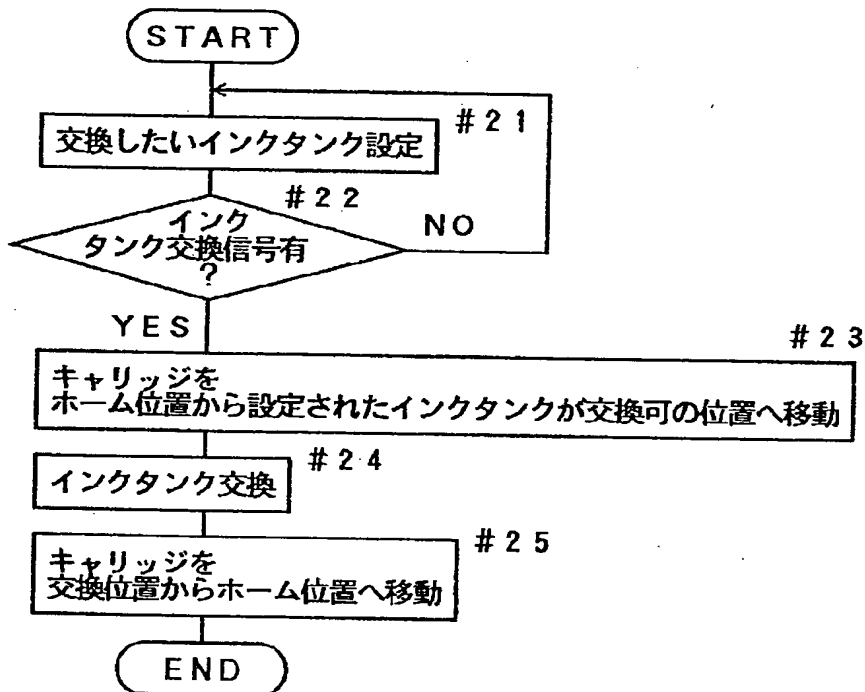 START
#21
交換したいインクタンク設定
#22
インク
タンク交換信号有
?
NO
YES
#23
キャリッジを
ホーム位置から設定されたインクタンクが交換可の位置へ移動
#24
インクタンク交換
#25
キャリッジを
交換位置からホーム位置へ移動
END